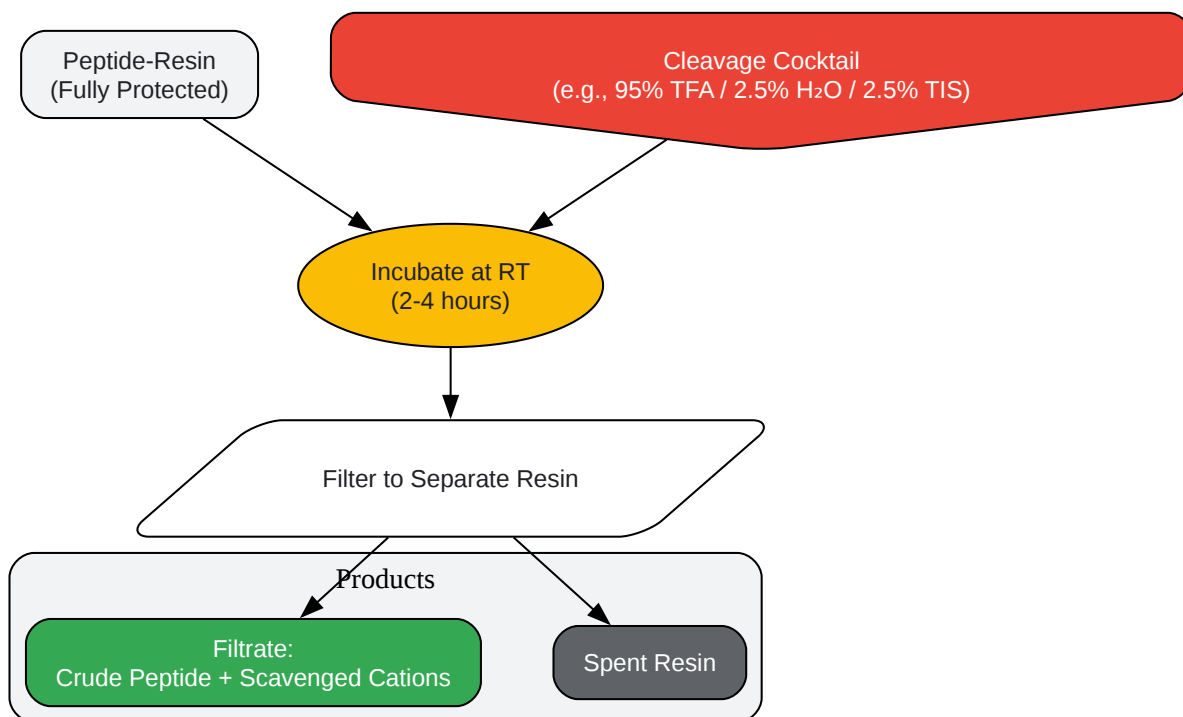 Peptide-Resin
(Fully Protected)
Cleavage Cocktail
(e.g., 95% TFA / 2.5% H₂O / 2.5% TIS)
Incubate at RT
(2-4 hours)
Filter to Separate Resin
Products
Filtrate:
Crude Peptide + Scavenged Cations
Spent Resin